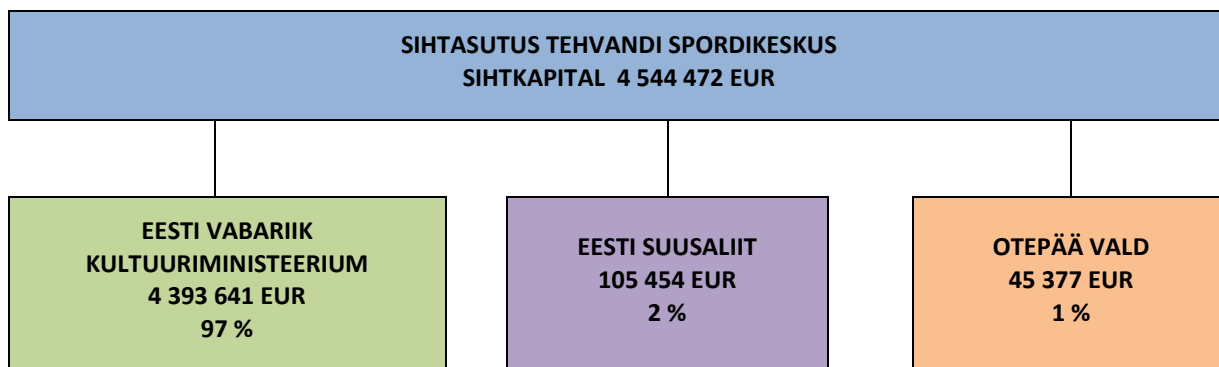 SIHTASUTUS TEHVANDI SPORDIKESKUS
SIHTKAPITAL 4 544 472 EUR
EESTI VABARIIK
KULTUURIMINISTEERIUM
4 393 641 EUR
97 %
EESTI SUUSALIIT
105 454 EUR
2 %
OTEPÄÄ VALD
45 377 EUR
1 %